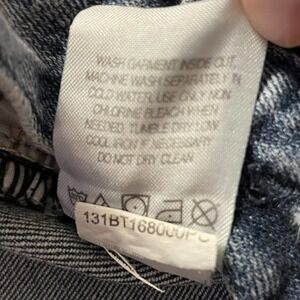 WASH GARMENT INSIDE OUT,
MACHINE WASH SEPARATELY IN
COLD WATER, USE ONLY NON
CHLORINE BLEACH WHEN
NEEDED. TUMBLE DRY LOW.
COOL IRON IF NECESSARY
DO NOT DRY CLEAN
131BT168000PC